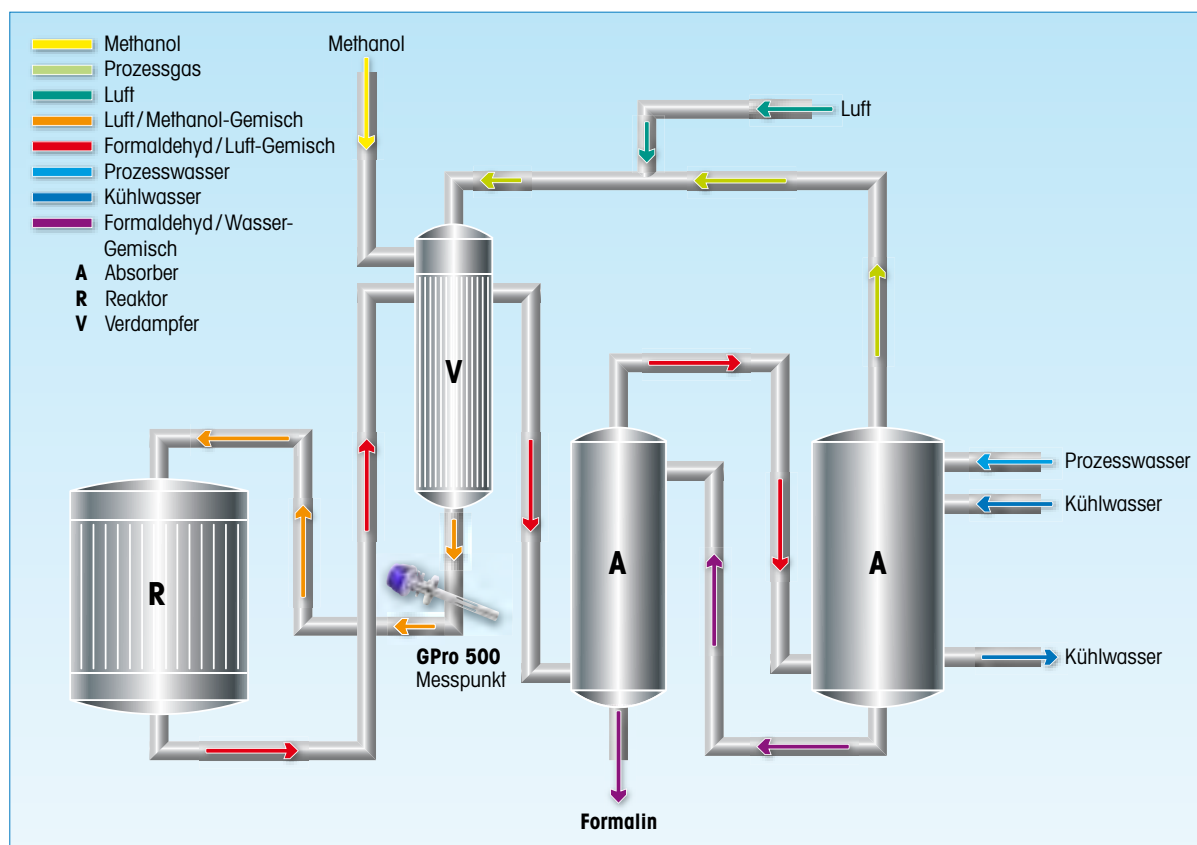 Methanol
Prozessgas
Luft
Luft/Methanol-Gemisch
Formaldehyd/Luft-Gemisch
Prozesswasser
Kühlwasser
Formaldehyd/Wasser-
Gemisch
A Absorber
R Reaktor
V Verdampfer
Methanol
Luft
V
A
A
R
Prozesswasser
Kühlwasser
Kühlwasser
GPro 500
Messpunkt
Formalin